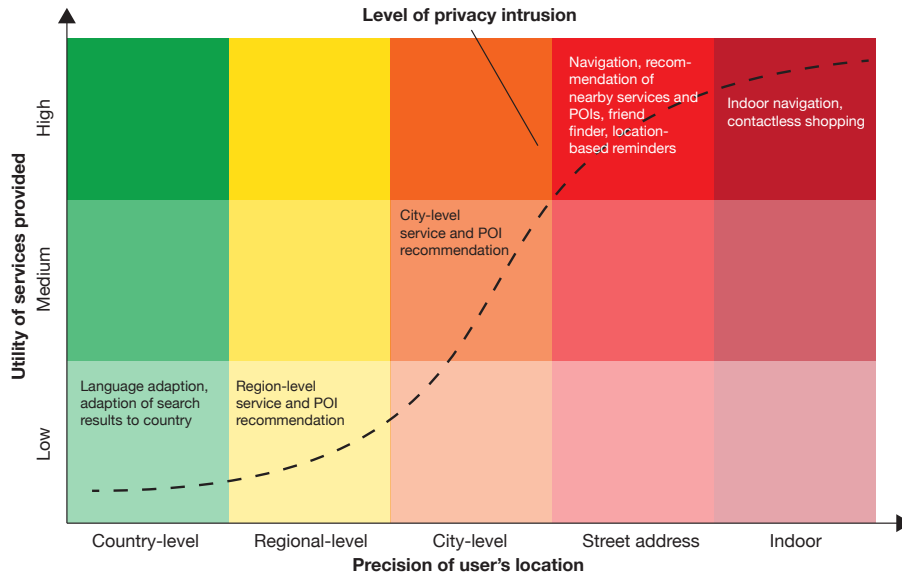 Level of privacy intrusion
Utility of services provided
High
Medium
Low
Navigation, recom-
mendation of
nearby services and
POIs, friend
finder, location-
based reminders
Indoor navigation,
contactless shopping
City-level
service and POI
recommendation
Language adaption,
adaption of search
results to country
Region-level
service and POI
recommendation
Country-level
Regional-level
City-level
Street address
Indoor
Precision of user's location